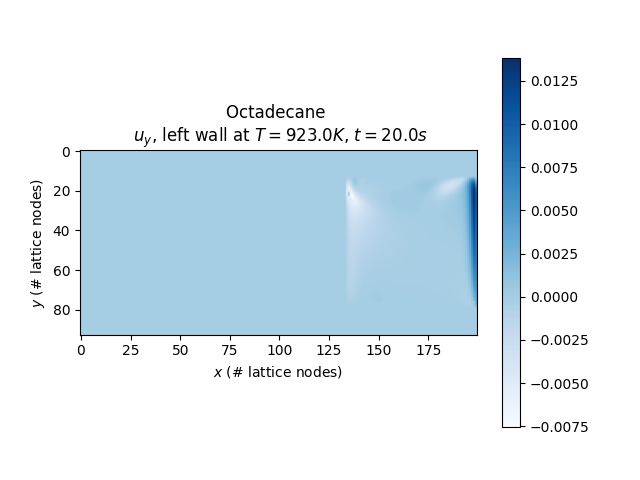 Octadecane
u_y, left wall at T = 923.0K, t = 20.0s
0
20
40
60
80
y (# lattice nodes)
0 25 50 75 100 125 150 175
x (# lattice nodes)
0.0125
0.0100
0.0075
0.0050
0.0025
0.0000
−0.0025
−0.0050
−0.0075